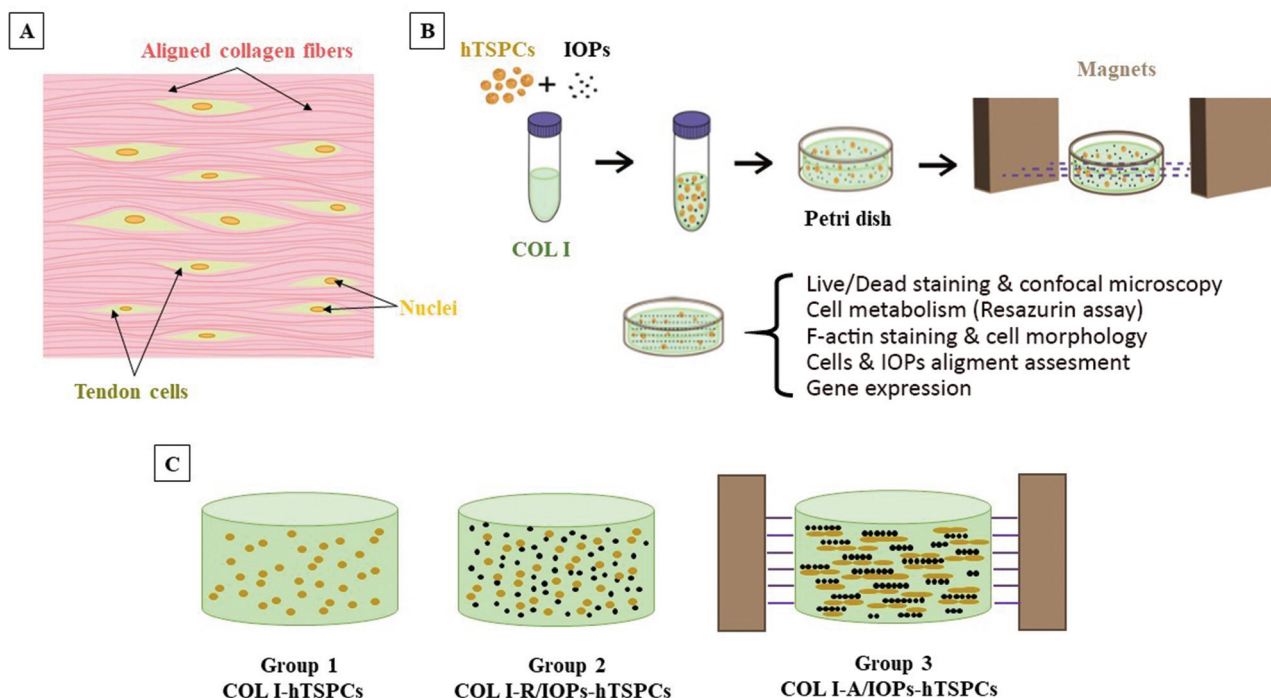 A
Aligned collagen fibers
Nuclei
Tendon cells
B
hTSPCs
+
IOPs
COL I
Petri dish
Magnets
Live/Dead staining & confocal microscopy
Cell metabolism (Resazurin assay)
F-actin staining & cell morphology
Cells & IOPs aligment assesment
Gene expression
C
Group 1
COL I-hTSPCs
Group 2
COL I-R/IOPs-hTSPCs
Group 3
COL I-A/IOPs-hTSPCs